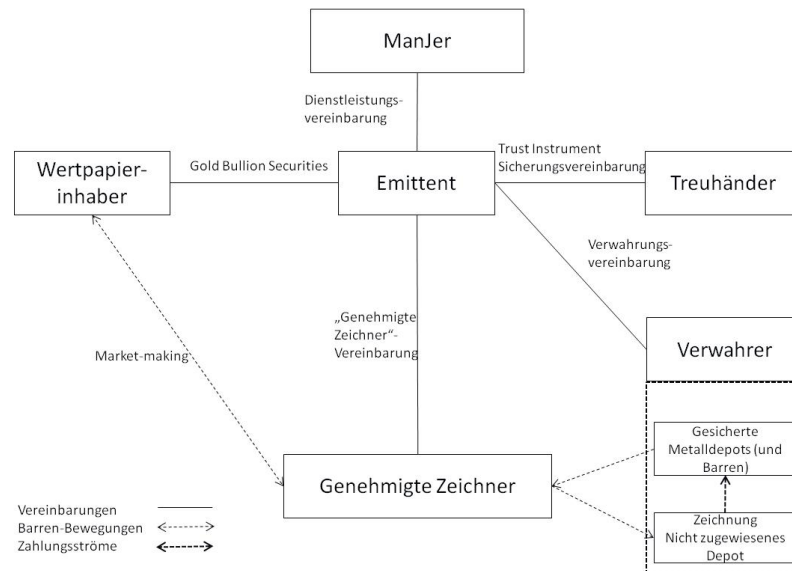 ManJer
Dienstleistungs-
vereinbarung
Wertpapier-
inhaber
Gold Bullion Securities
Emittent
Trust Instrument
Sicherungsvereinbarung
Treuhänder
Verwahrungs-
vereinbarung
„Genehmigte
Zeichner“-
Vereinbarung
Market-making
Verwahrer
Gesicherte
Metalldepots (und
Barren)
Genehmigte Zeichner
Zeichnung
Nicht zugewiesenes
Depot
Vereinbarungen
Barren-Bewegungen
Zahlungsströme